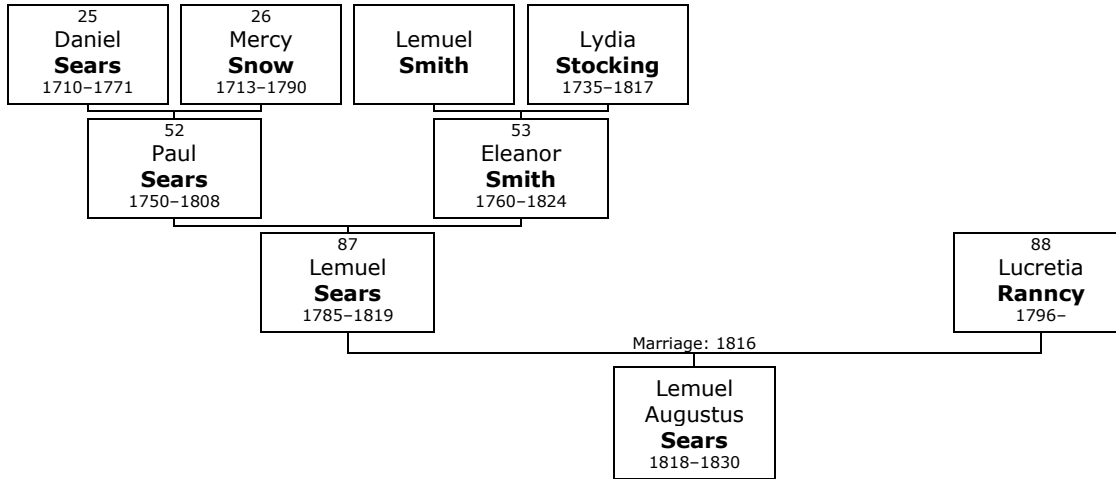 25
Daniel
Sears
1710–1771
26
Mercy
Snow
1713–1790
Lemuel
Smith
Lydia
Stocking
1735–1817
52
Paul
Sears
1750–1808
53
Eleanor
Smith
1760–1824
87
Lemuel
Sears
1785–1819
88
Lucretia
Ranncy
1796–
Marriage: 1816
Lemuel
Augustus
Sears
1818–1830